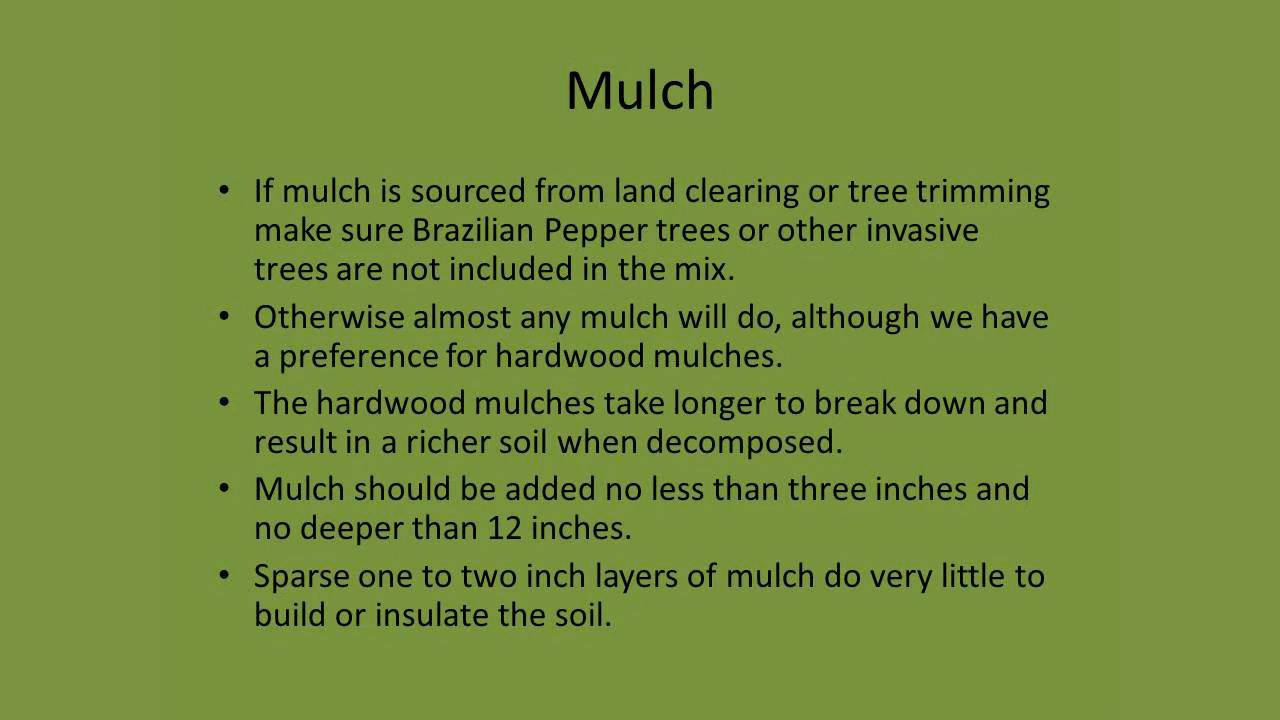 Mulch
• If mulch is sourced from land clearing or tree trimming
make sure Brazilian Pepper trees or other invasive
trees are not included in the mix.
• Otherwise almost any mulch will do, although we have
a preference for hardwood mulches.
• The hardwood mulches take longer to break down and
result in a richer soil when decomposed.
• Mulch should be added no less than three inches and
no deeper than 12 inches.
• Sparse one to two inch layers of mulch do very little to
build or insulate the soil.